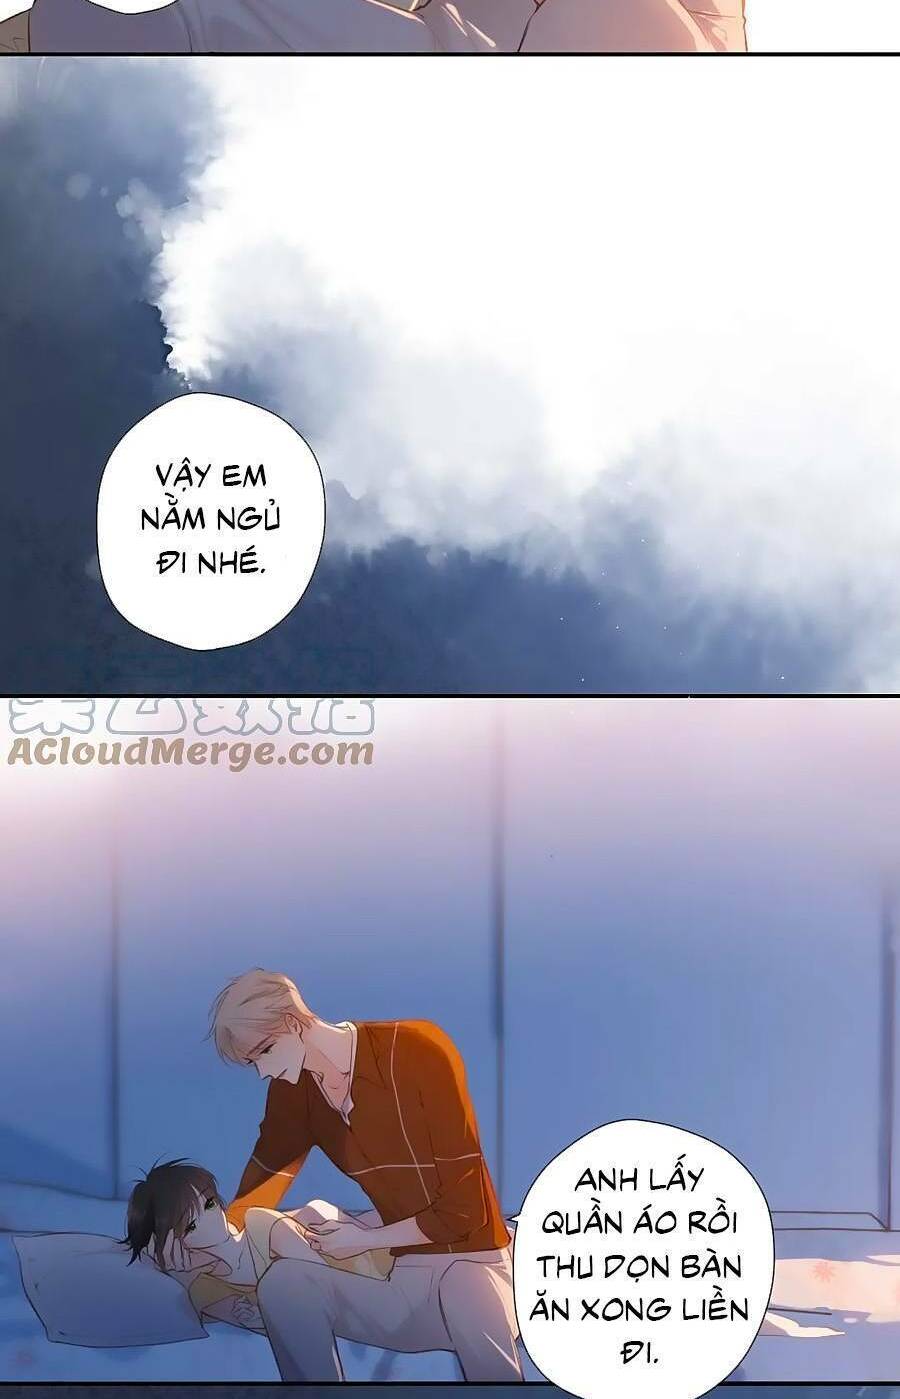 VẬY EM
NẰM NGỦ
ĐI NHÉ.
ACloudMerge.com
ANH LẤY
QUẦN ÁO RỒI
THU DỌN BÀN
ĂN XONG LIỀN
ĐI.